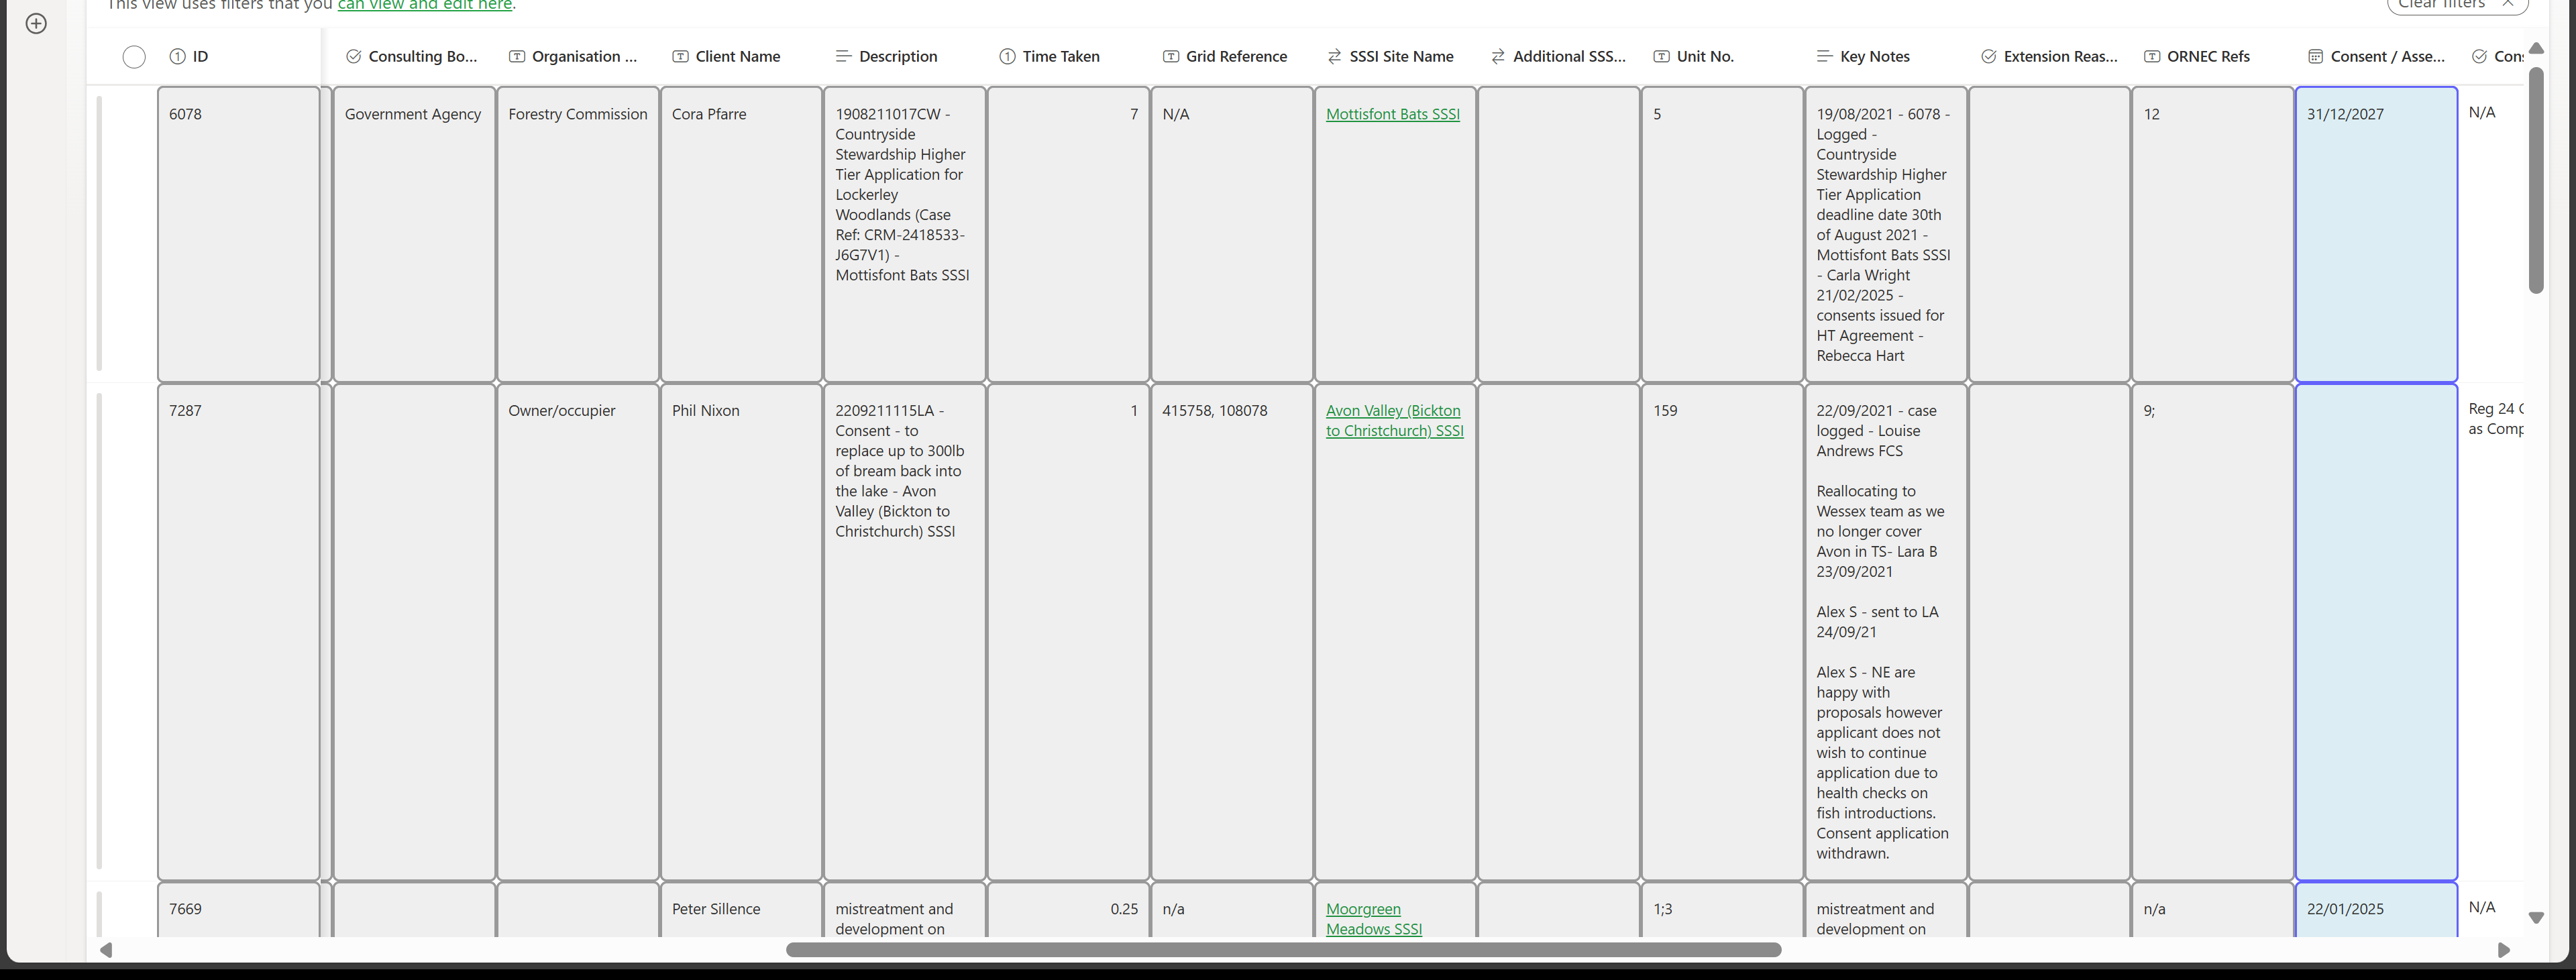 This view uses filters that you can view and edit here.
Clear filters
ID
Consulting Bo...
Organisation ...
Client Name
Description
Time Taken
Grid Reference
SSSI Site Name
Additional SSS...
Unit No.
Key Notes
Extension Reas...
ORNEC Refs
Consent / Asse...
Cons
6078
Government Agency
Forestry Commission
Cora Pfarre
1908211017CW -
Countryside
Stewardship Higher
Tier Application for
Lockerley
Woodlands (Case
Ref: CRM-2418533-
J6G7V1) -
Mottisfont Bats SSSI
7
N/A
Mottisfont Bats SSSI
5
19/08/2021 - 6078 -
Logged -
Countryside
Stewardship Higher
Tier Application
deadline date 30th
of August 2021 -
Mottisfont Bats SSSI
- Carla Wright
21/02/2025 -
consents issued for
HT Agreement -
Rebecca Hart
12
31/12/2027
N/A
7287
Owner/occupier
Phil Nixon
2209211115LA -
Consent - to
replace up to 300lb
of bream back into
the lake - Avon
Valley (Bickton to
Christchurch) SSSI
1
415758, 108078
Avon Valley (Bickton
to Christchurch) SSSI
159
22/09/2021 - case
logged - Louise
Andrews FCS
Reallocating to
Wessex team as we
no longer cover
Avon in TS- Lara B
23/09/2021
Alex S - sent to LA
24/09/21
Alex S - NE are
happy with
proposals however
applicant does not
wish to continue
application due to
health checks on
fish introductions.
Consent application
withdrawn.
9;
Reg 24
as Comp
7669
Peter Sillence
mistreatment and
development on
0.25
n/a
Moorgreen
Meadows SSSI
1;3
mistreatment and
development on
n/a
22/01/2025
N/A